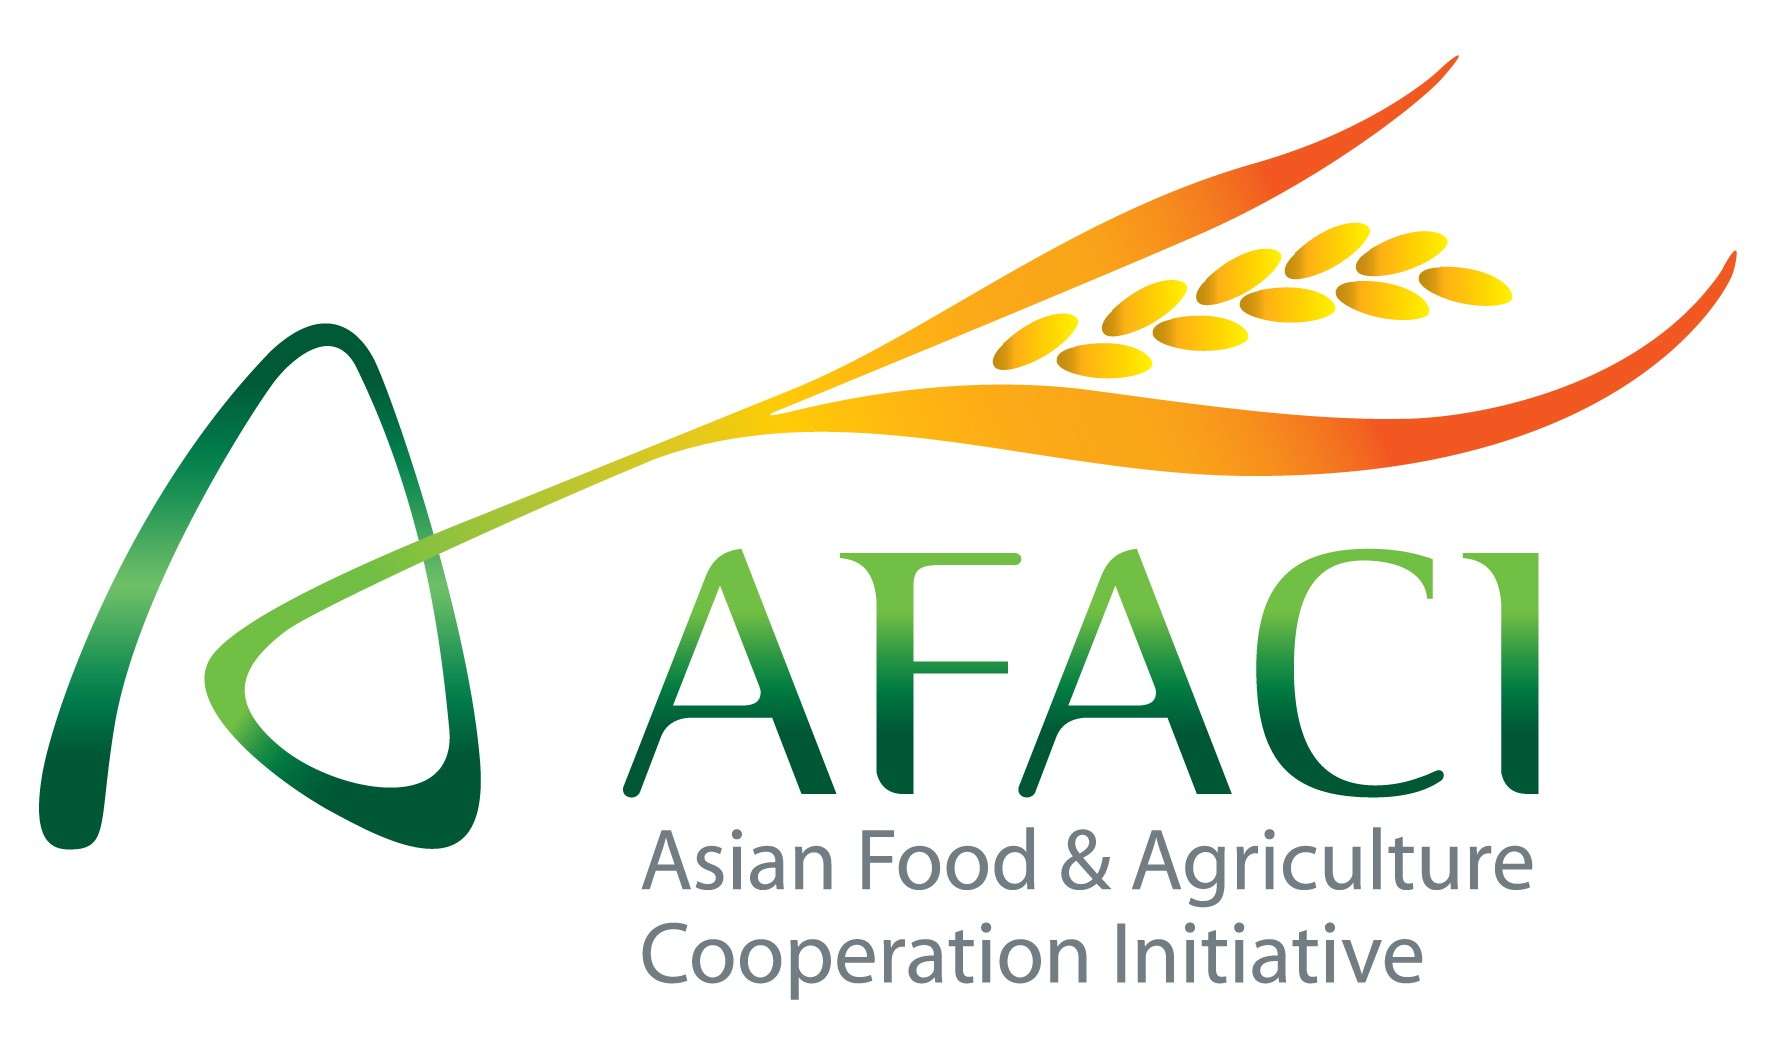 AFACI
Asian Food & Agriculture
Cooperation Initiative